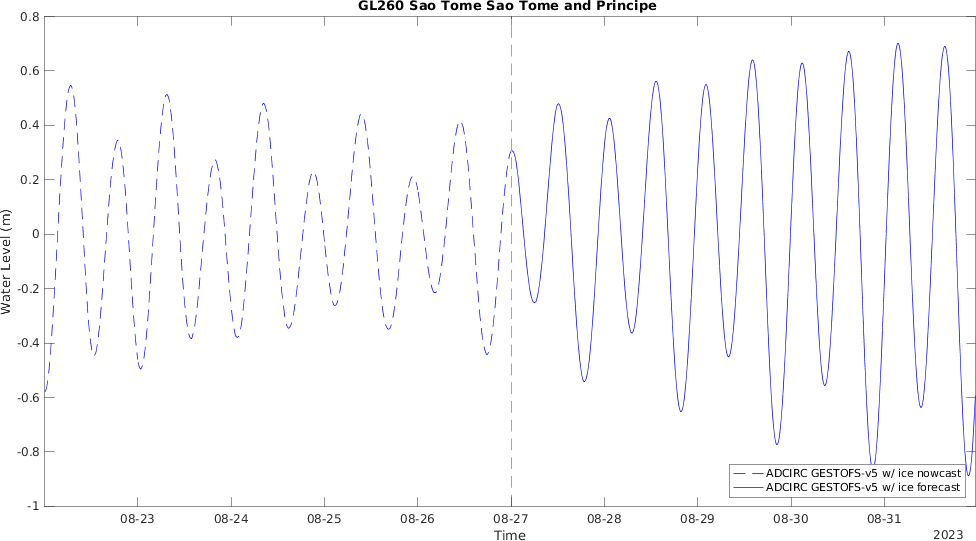 GL260 Sao Tome Sao Tome and Principe
Water Level (m)
0.8
0.6
0.4
0.2
0
-0.2
-0.4
-0.6
-0.8
-1
ADCIRC GESTOFS-v5 w/ ice nowcast
ADCIRC GESTOFS-v5 w/ ice forecast
08-23 08-24 08-25 08-26 08-27 08-28 08-29 08-30 08-31
Time
2023